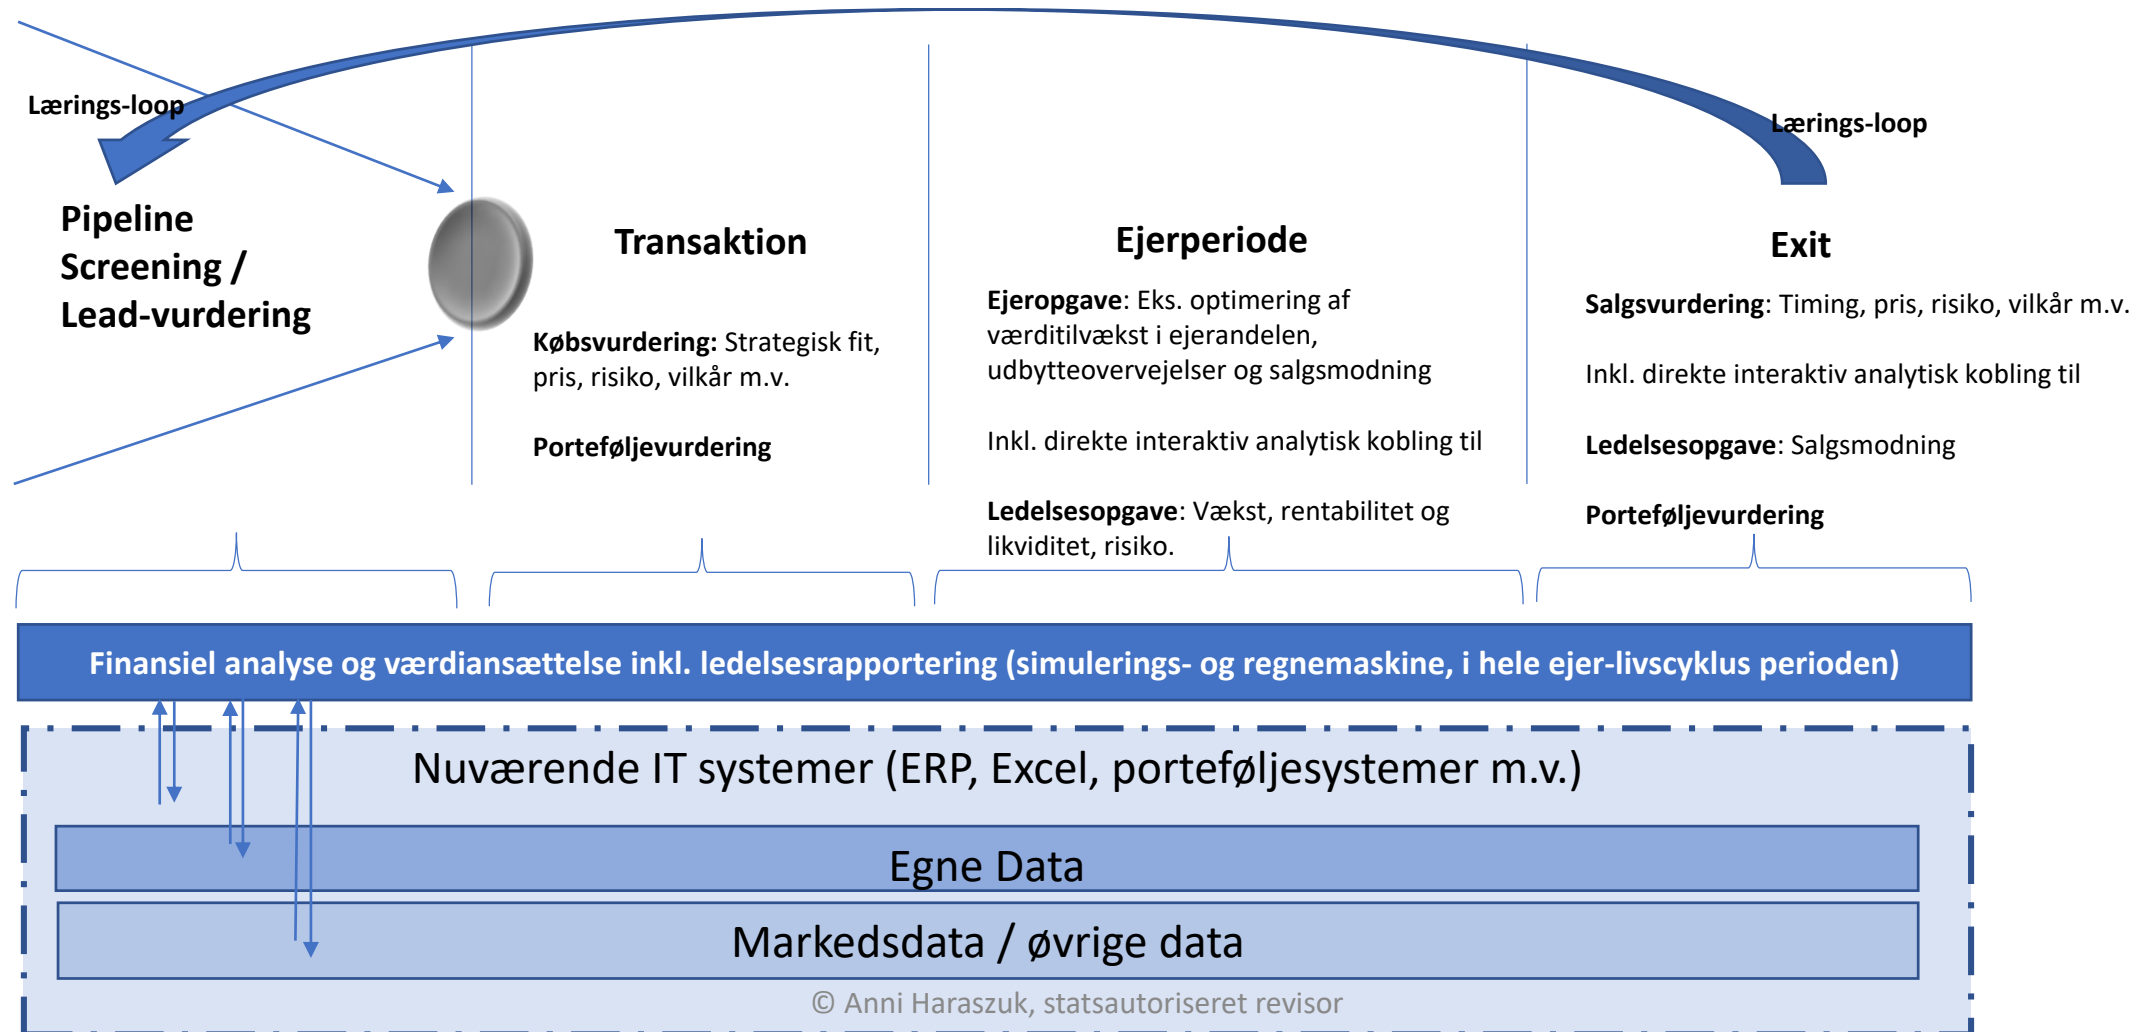 Lærings-loop
Lærings-loop
Pipeline
Screening /
Lead-vurdering
Transaktion
Købsvurdering: Strategisk fit,
pris, risiko, vilkår m.v.
Porteføljevurdering
Ejerperiode
Ejeropgave: Eks. optimering af
værditilvækst i ejerandelen,
udbytteovervejelser og salgsmodning
Inkl. direkte interaktiv analytisk kobling til
Ledelsesopgave: Vækst, rentabilitet og
likviditet, risiko.
Exit
Salgsvurdering: Timing, pris, risiko, vilkår m.v.
Inkl. direkte interaktiv analytisk kobling til
Ledelsesopgave: Salgsmodning
Porteføljevurdering
Finansiel analyse og værdiansættelse inkl. ledelsesrapportering (simulerings- og regnemaskine, i hele ejer-livscyklus perioden)
Nuværende IT systemer (ERP, Excel, porteføljesystemer m.v.)
Egne Data
Markedsdata / øvrige data
© Anni Haraszuk, statsautoriseret revisor